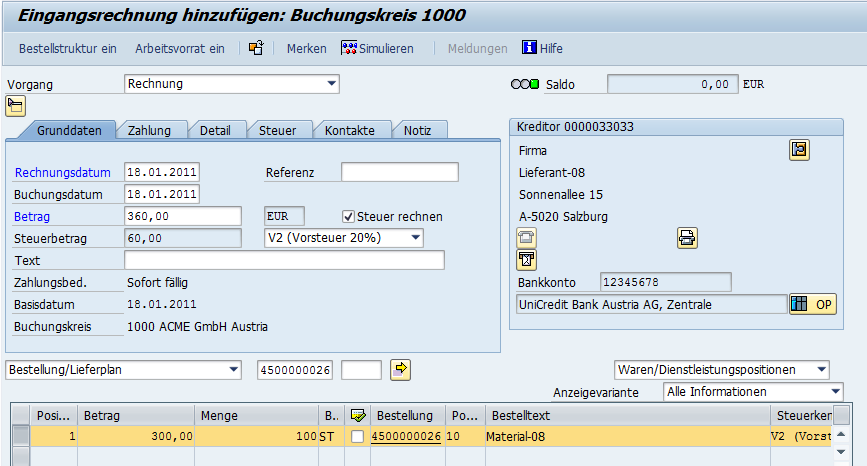 Eingangsrechnung hinzufügen: Buchungskreis 1000
Bestellstruktur ein Arbeitsvorrat ein Merken Simulieren Meldungen Hilfe
Vorgang Rechnung Saldo 0,00 EUR
Grunddaten Zahlung Detail Steuer Kontakte Notiz
Rechnungsdatum 18.01.2011 Referenz
Buchungsdatum 18.01.2011
Betrag 360,00 EUR Steuer rechnen
Steuerbetrag 60,00 V2 (Vorsteuer 20%)
Text
Zahlungsbed. Sofort fällig
Basisdatum 18.01.2011
Buchungskreis 1000 ACME GmbH Austria
Kreditor 0000033033
Firma
Lieferant-08
Sonnenallee 15
A-5020 Salzburg
Bankkonto 12345678
UniCredit Bank Austria AG, Zentrale OP
Bestellung/Lieferplan 4500000026 Waren/Dienstleistungspositionen
Anzeigevariante Alle Informationen
Posi... Betrag Menge B.. Bestellung Po... Bestelltext Steuerken
1 300,00 100 ST 4500000026 10 Material-08 V2 (Vorst